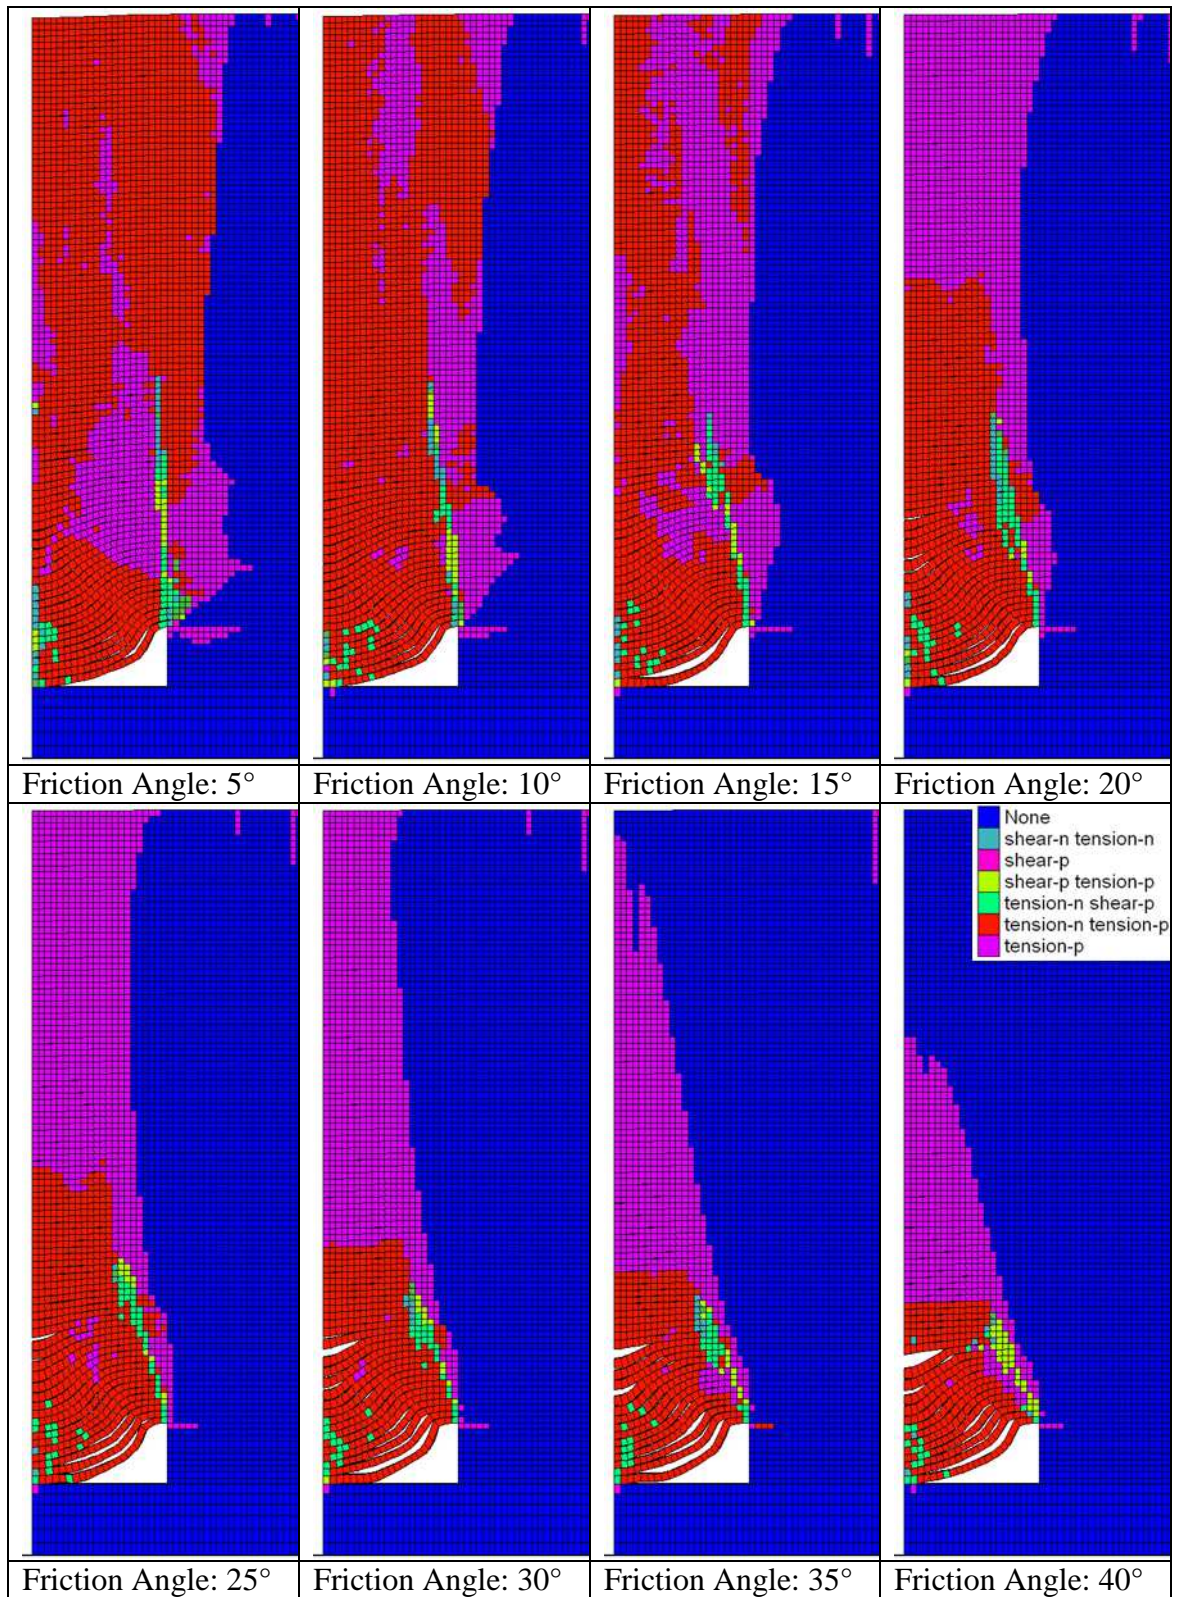 Friction Angle: 5°
Friction Angle: 10°
Friction Angle: 15°
Friction Angle: 20°
None
shear-n tension-n
shear-p
shear-p tension-p
tension-n shear-p
tension-n tension-p
tension-p
Friction Angle: 25°
Friction Angle: 30°
Friction Angle: 35°
Friction Angle: 40°